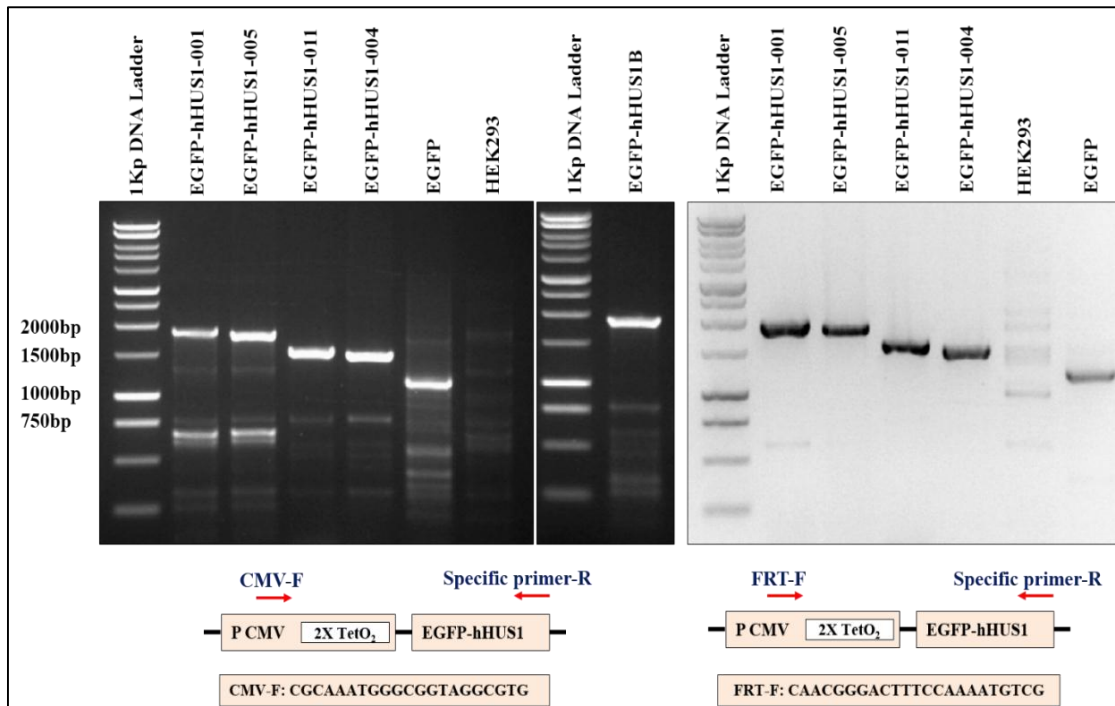 1Kp DNA Ladder
EGFP-hHUS1-001
EGFP-hHUS1-005
EGFP-hHUS1-011
EGFP-hHUS1-004
EGFP
HEK293
1Kp DNA Ladder
EGFP-hHUS1B
1Kp DNA Ladder
EGFP-hHUS1-001
EGFP-hHUS1-005
EGFP-hHUS1-011
EGFP-hHUS1-004
HEK293
EGFP
2000bp
1500bp
1000bp
750bp
CMV-F
Specific primer-R
P CMV
2X TetO₂
EGFP-hHUS1
CMV-F: CGCAAATGGGCGGTAGGCGTG
FRT-F
Specific primer-R
P CMV
2X TetO₂
EGFP-hHUS1
FRT-F: CAACGGGACTTTCCAAAATGTCG